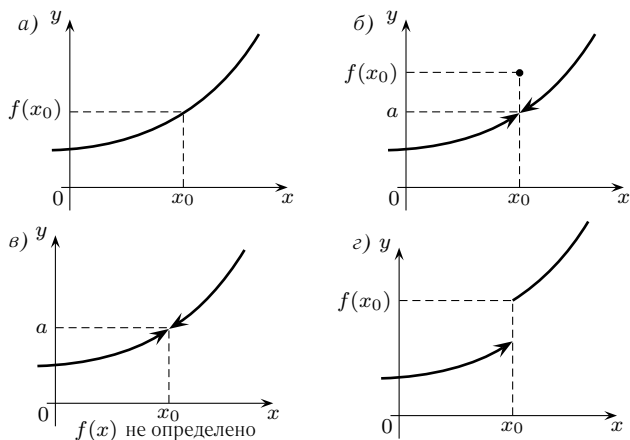 а)
y
f(x₀)
0
x₀
x
б)
y
f(x₀)
a
0
x₀
x
в)
y
a
0
x₀
x
f(x) не определено
г)
y
f(x₀)
0
x₀
x